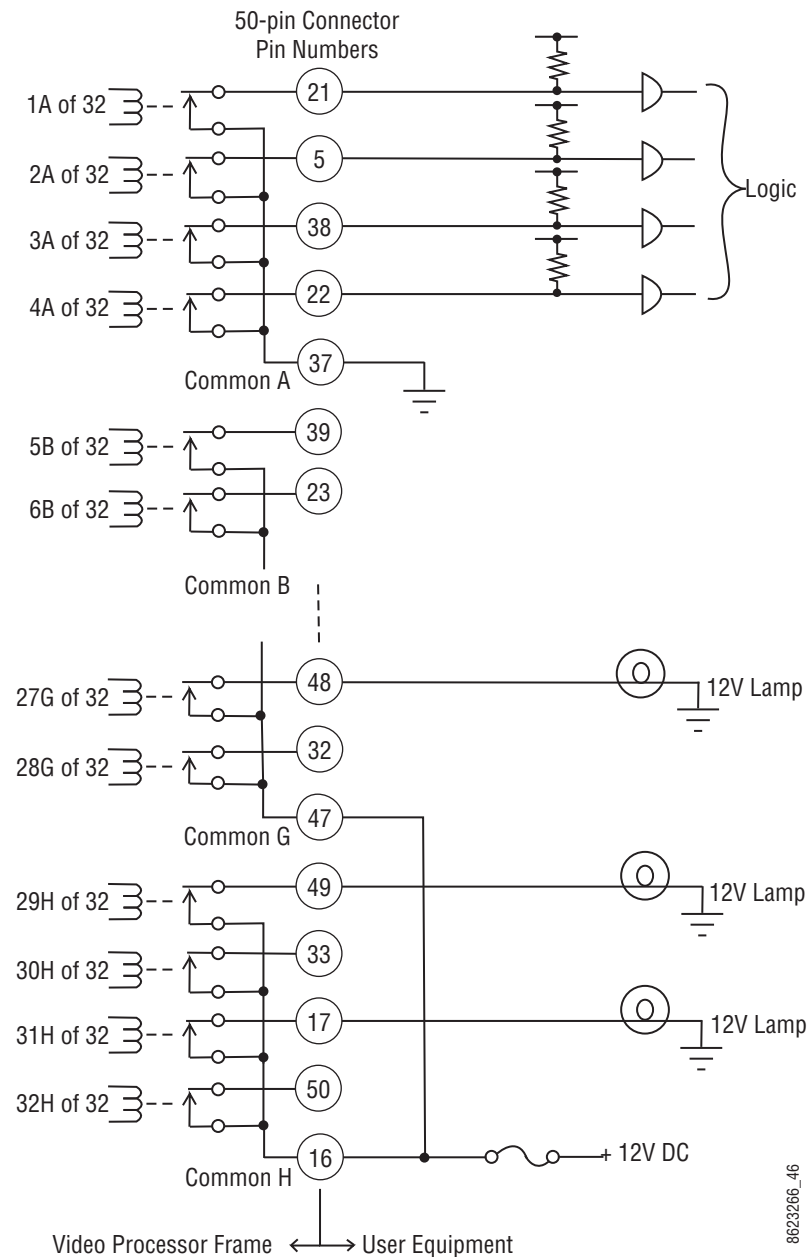 50-pin Connector
Pin Numbers
1A of 32
21
2A of 32
5
Logic
3A of 32
38
4A of 32
22
Common A
37
5B of 32
39
6B of 32
23
Common B
27G of 32
48
12V Lamp
28G of 32
32
Common G
47
29H of 32
49
12V Lamp
30H of 32
33
31H of 32
17
12V Lamp
32H of 32
50
Common H
16
+ 12V DC
Video Processor Frame
User Equipment
8623266_46